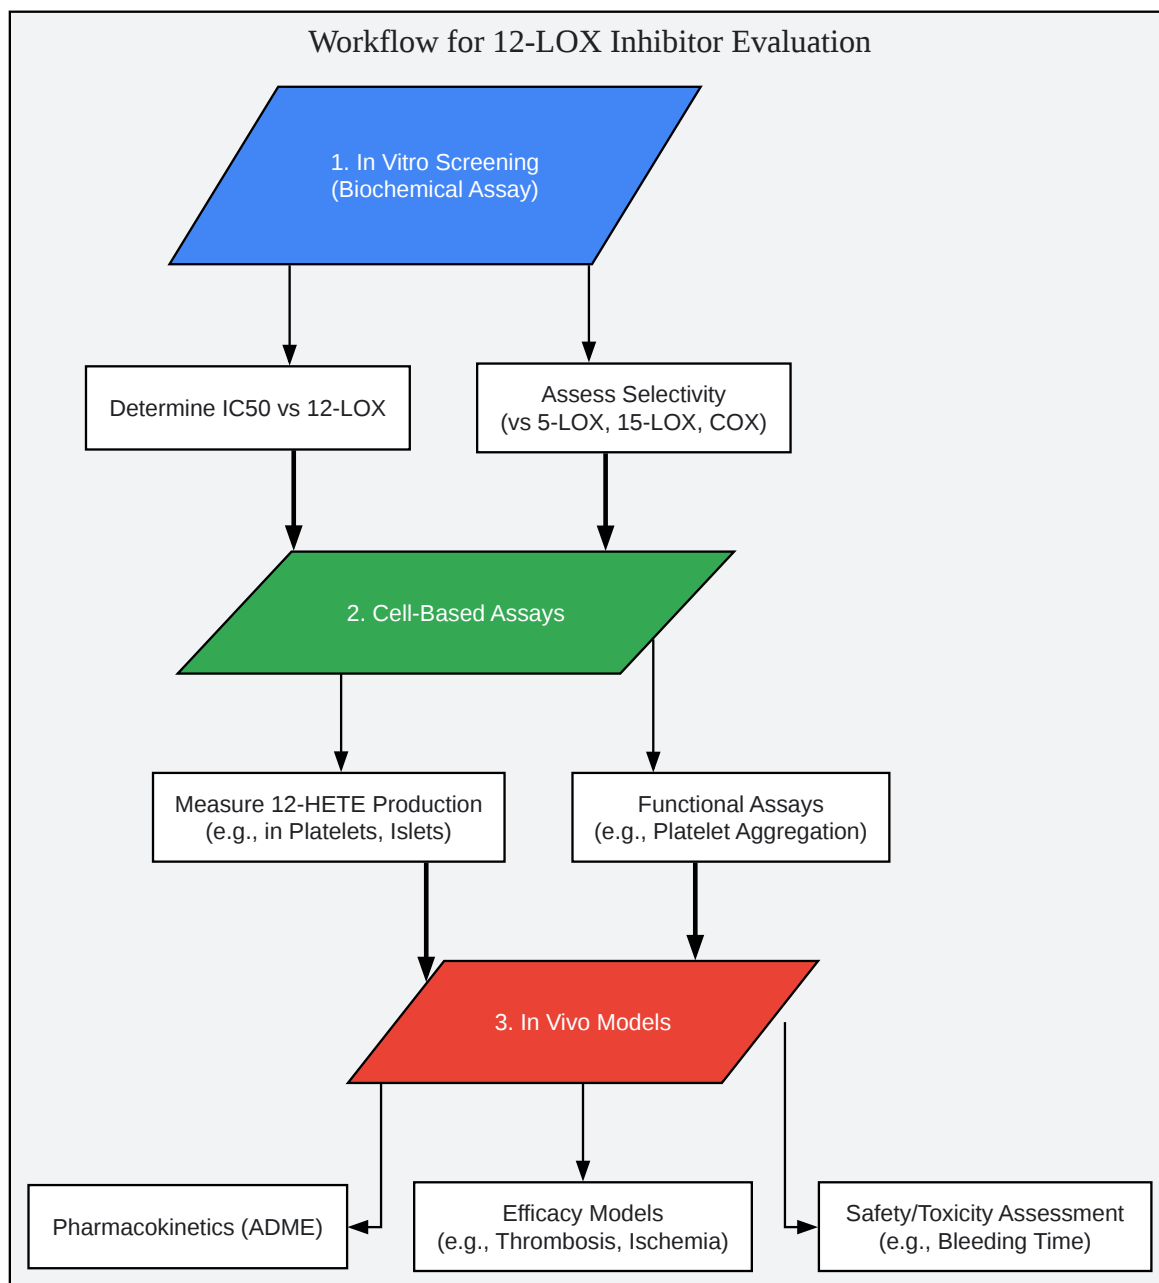 Workflow for 12-LOX Inhibitor Evaluation
1. In Vitro Screening
(Biochemical Assay)
Determine IC50 vs 12-LOX
Assess Selectivity
(vs 5-LOX, 15-LOX, COX)
2. Cell-Based Assays
Measure 12-HETE Production
(e.g., in Platelets, Islets)
Functional Assays
(e.g., Platelet Aggregation)
3. In Vivo Models
Pharmacokinetics (ADME)
Efficacy Models
(e.g., Thrombosis, Ischemia)
Safety/Toxicity Assessment
(e.g., Bleeding Time)